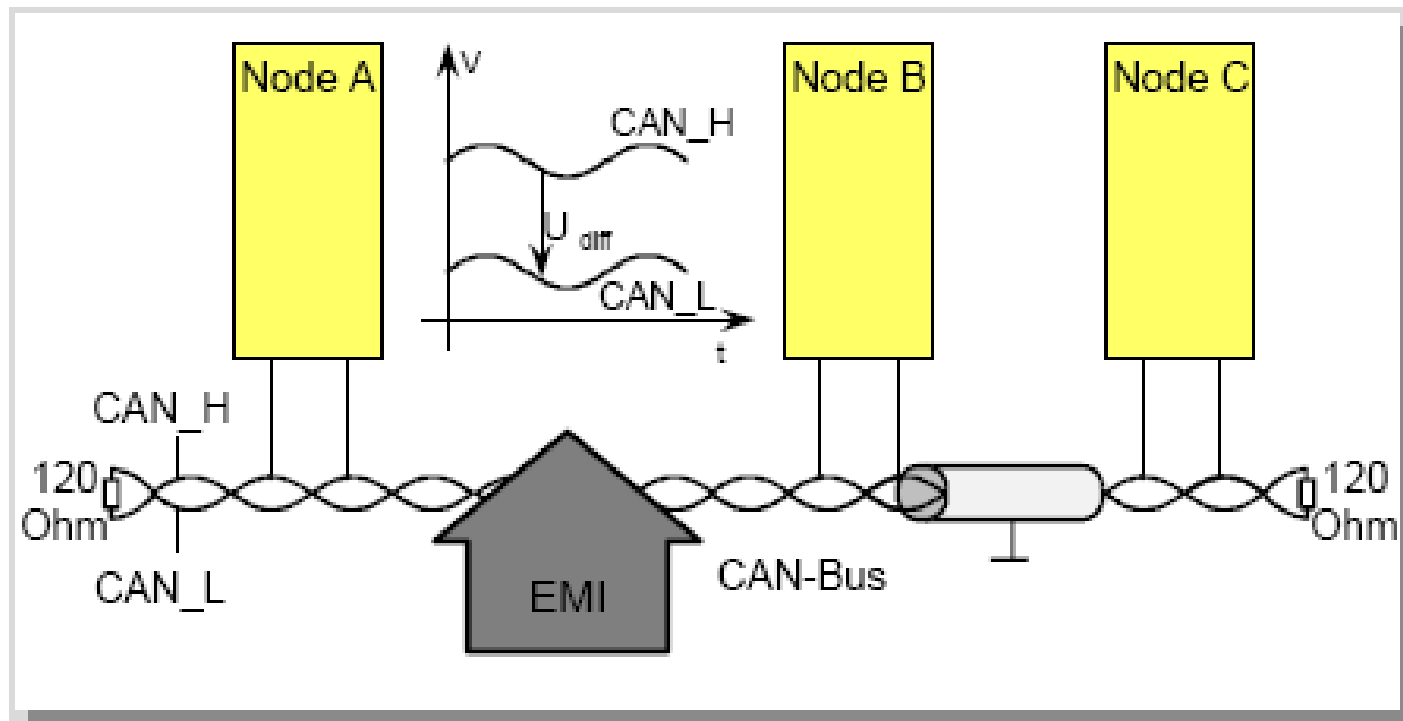 Node A
V
CAN_H
U diff
CAN_L
t
Node B
Node C
CAN_H
120
Ohm
CAN_L
EMI
CAN-Bus
120
Ohm